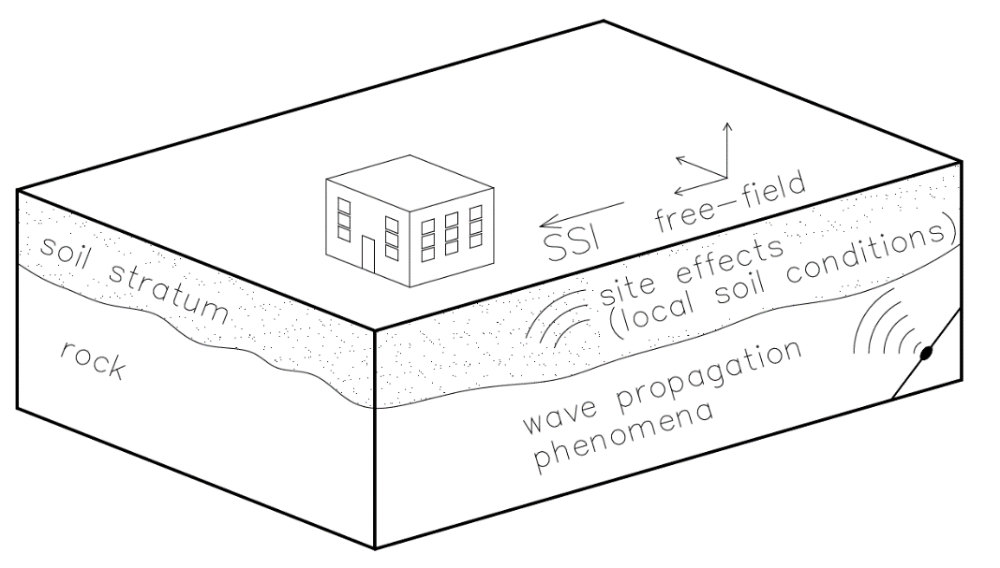 free-field
SSI
soil stratum
site effects
(local soil conditions)
rock
wave propagation
phenomena